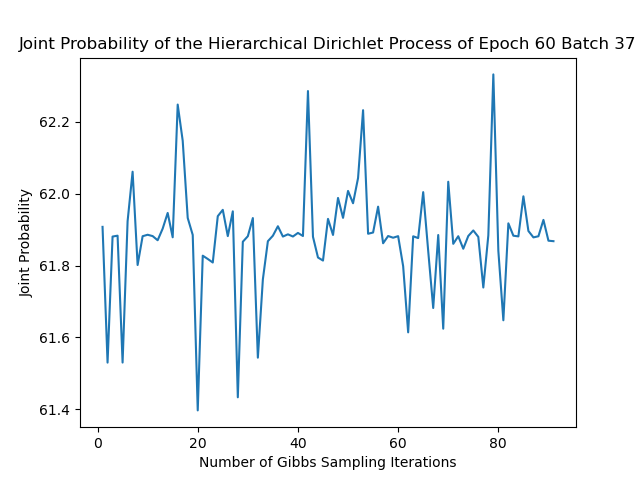 Joint Probability of the Hierarchical Dirichlet Process of Epoch 60 Batch 37
62.2
62.0
61.8
61.6
61.4
Joint Probability
0 20 40 60 80
Number of Gibbs Sampling Iterations